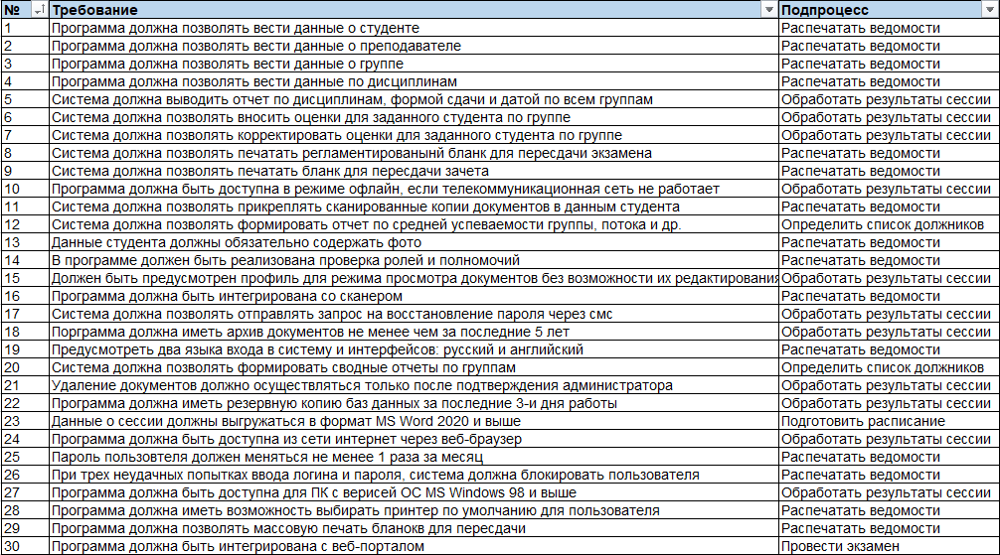 № Требование Подпроцесс
1 Программа должна позволять вести данные о студенте Распечатать ведомости
2 Программа должна позволять вести данные о преподавателе Распечатать ведомости
3 Программа должна позволять вести данные о группе Распечатать ведомости
4 Программа должна позволять вести данные по дисциплинам Распечатать ведомости
5 Система должна выводить отчет по дисциплинам, формой сдачи и датой по всем группам Обработать результаты сессии
6 Система должна позволять вносить оценки для заданного студента по группе Обработать результаты сессии
7 Система должна позволять корректировать оценки для заданного студента по группе Обработать результаты сессии
8 Система должна позволять печатать регламентированынй бланк для пересдачи экзамена Распечатать ведомости
9 Система должна позволять печатать бланк для пересдачи зачета Распечатать ведомости
10 Программа должна быть доступна в режиме офлайн, если телекоммуникационная сеть не работает Обработать результаты сессии
11 Система должна позволять прикреплять сканированные копии документов в данным студента Распечатать ведомости
12 Система должна позволять формировать отчет по средней успеваемости группы, потока и др. Определить список должников
13 Данные студента должны обязательно содержать фото Распечатать ведомости
14 В программе должен быть реализована проверка ролей и полномочий Распечатать ведомости
15 Должен быть предусмотрен профиль для режима просмотра документов без возможности их редактирования Обработать результаты сессии
16 Программа должна быть интегрирована со сканером Распечатать ведомости
17 Система должна позволять отправлять запрос на восстановление пароля через смс Обработать результаты сессии
18 Порграмма должна иметь архив документов не менее чем за последние 5 лет Обработать результаты сессии
19 Предусмотреть два языка входа в систему и интерфейсов: русский и английский Распечатать ведомости
20 Система должна позволять формировать сводные отчеты по группам Определить список должников
21 Удаление документов должно осуществляться только после подтверждения администратора Обработать результаты сессии
22 Программа должна иметь резервную копию баз данных за последние 3-и дня работы Обработать результаты сессии
23 Данные о сессии должны выгружаться в формат MS Word 2020 и выше Подготовить расписание
24 Программа должна быть доступна из сети интернет через веб-браузер Обработать результаты сессии
25 Пароль пользовтеля должен меняться не менее 1 раза за месяц Распечатать ведомости
26 При трех неудачных попытках ввода логина и пароля, система должна блокировать пользователя Распечатать ведомости
27 Программа должна быть доступна для ПК с верисей ОС MS Windows 98 и выше Обработать результаты сессии
28 Программа должна иметь возможность выбирать принтер по умолчанию для пользователя Распечатать ведомости
29 Программа должна позволять массовую печать бланокв для пересдачи Распечатать ведомости
30 Программа должна быть интегрирована с веб-порталом Провести экзамен